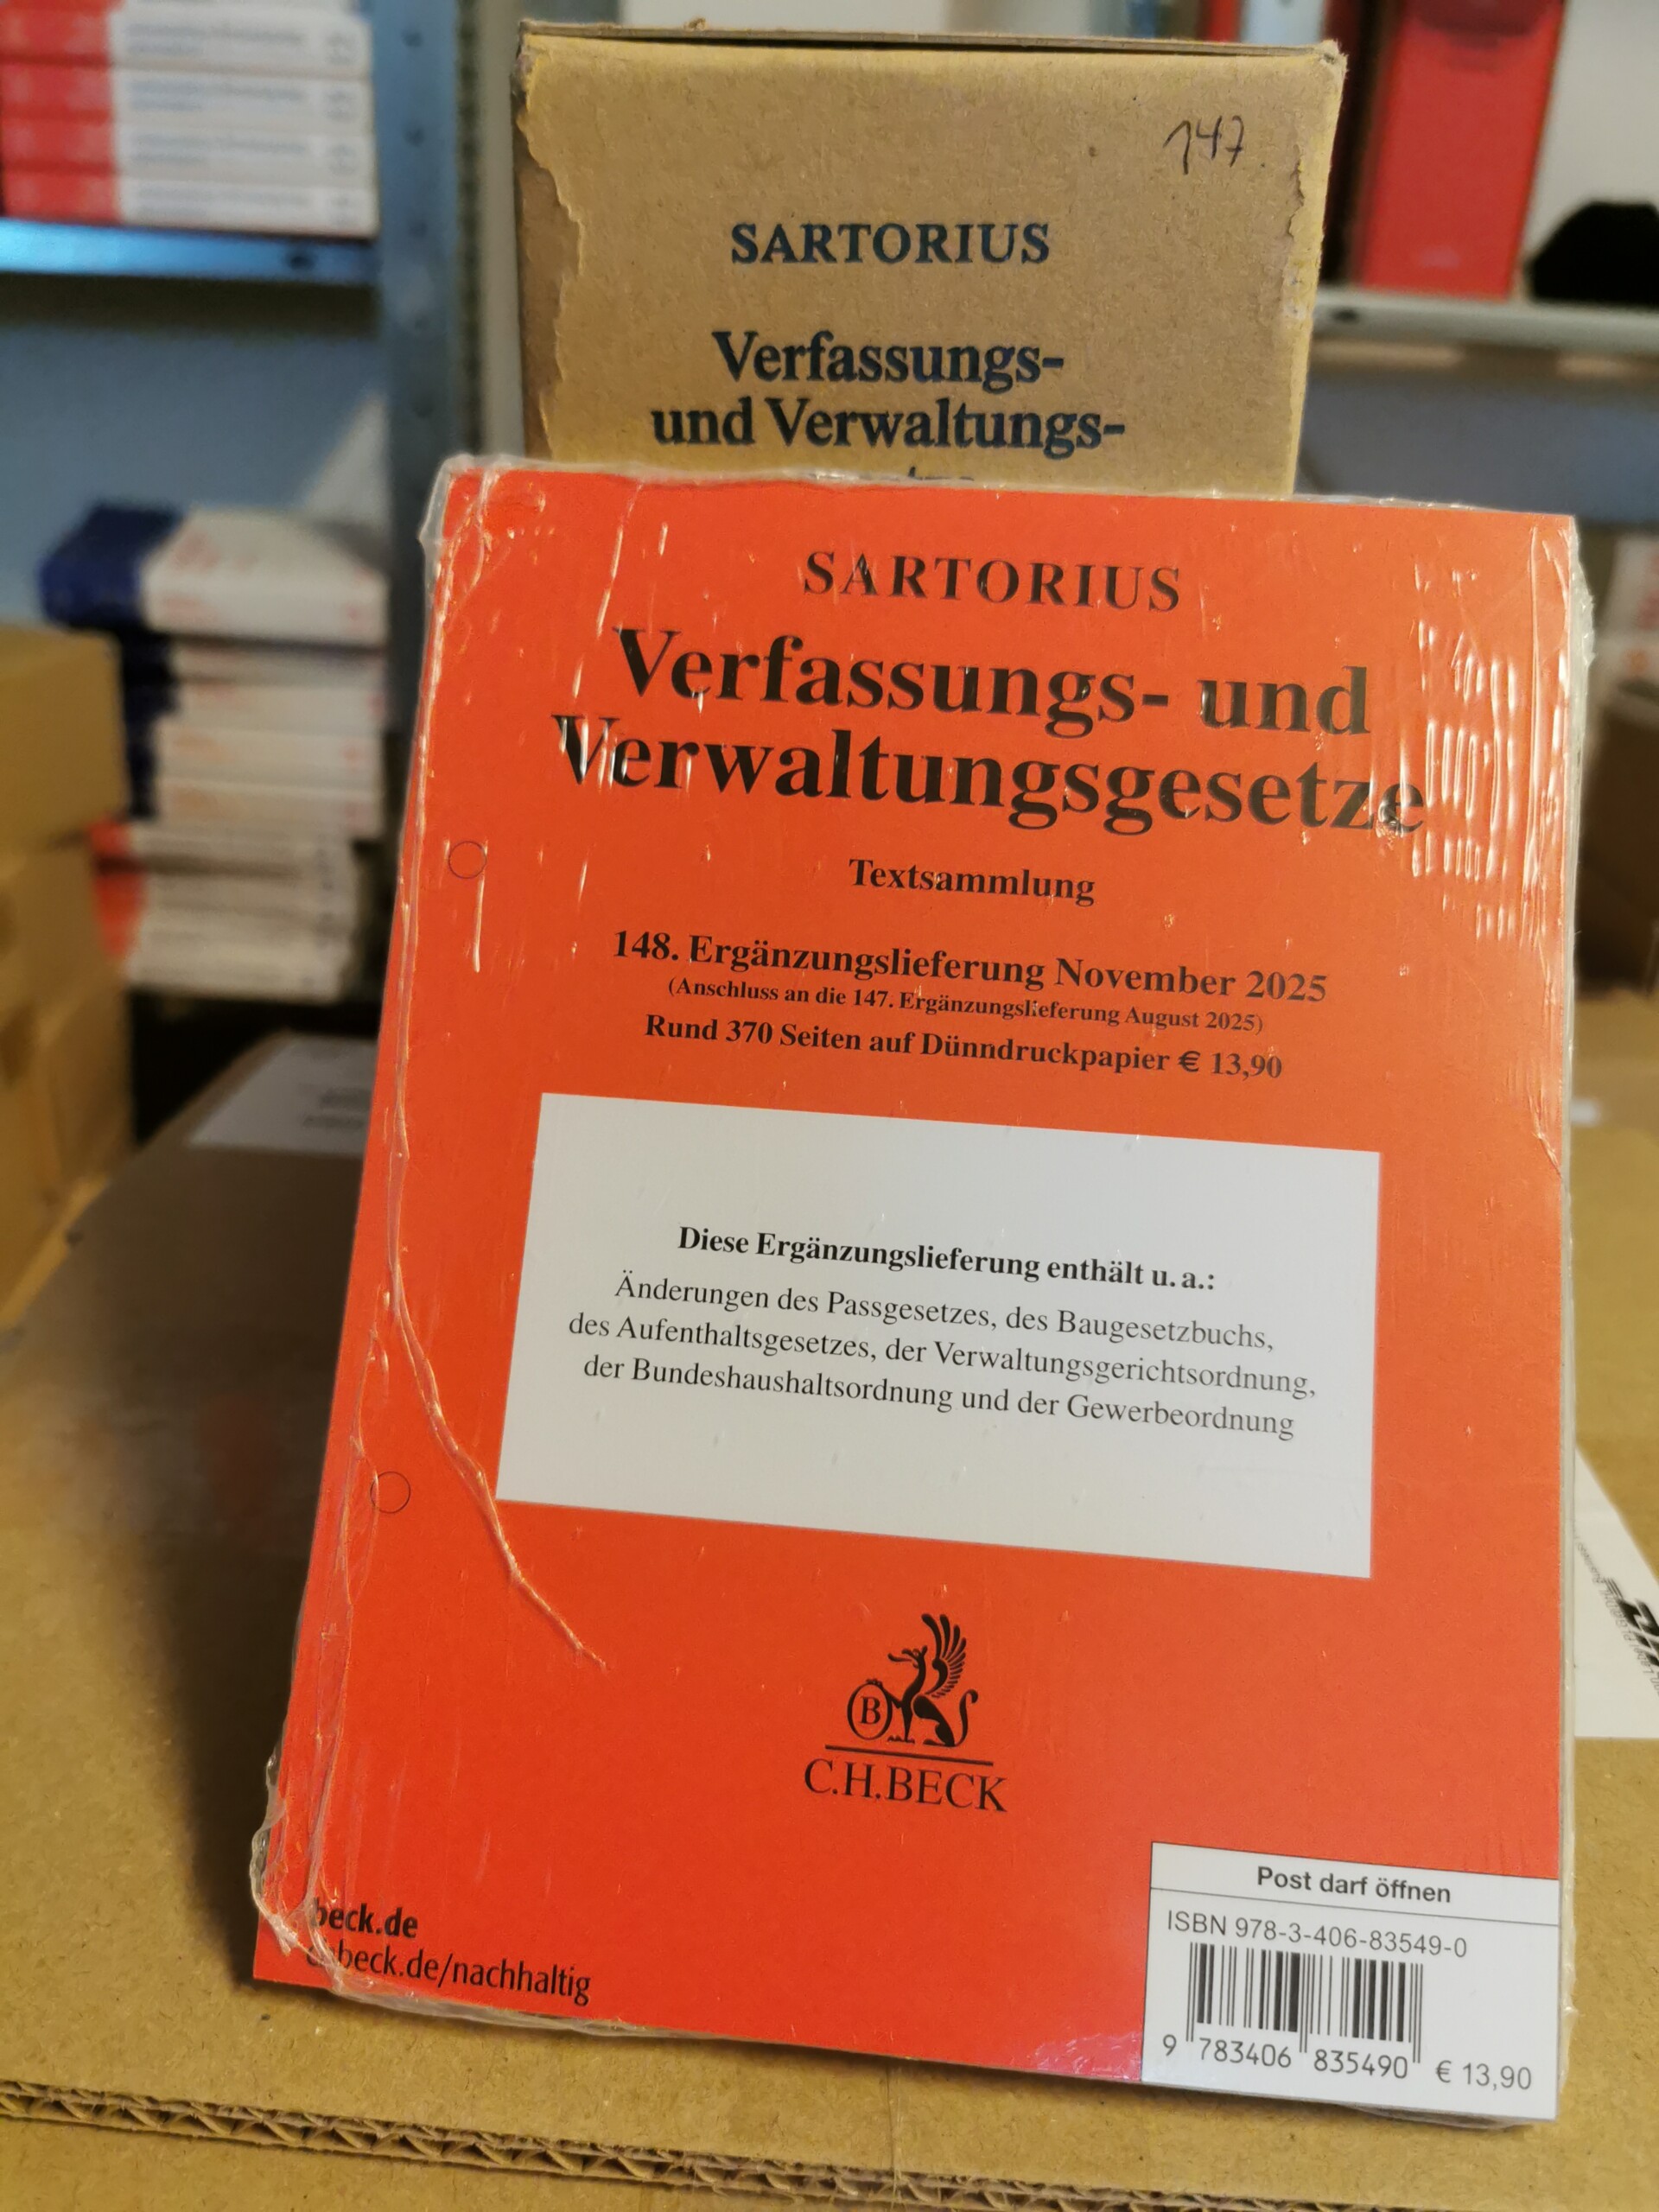 147.
SARTORIUS
Verfassungs-
und Verwaltungs-
SARTORIUS
Verfassungs- und
Verwaltungsgesetze
Textsammlung
148. Ergänzungslieferung November 2025
(Anschluss an die 147. Ergänzungslieferung August 2025)
Rund 370 Seiten auf Dünndruckpapier € 13,90
Diese Ergänzungslieferung enthält u. a.:
Änderungen des Passgesetzes, des Baugesetzbuchs,
des Aufenthaltsgesetzes, der Verwaltungsgerichtsordnung,
der Bundeshaushaltsordnung und der Gewerbeordnung
B
C.H.BECK
beck.de
chbeck.de/nachhaltig
Post darf öffnen
ISBN 978-3-406-83549-0
9 783406 835490
€ 13,90